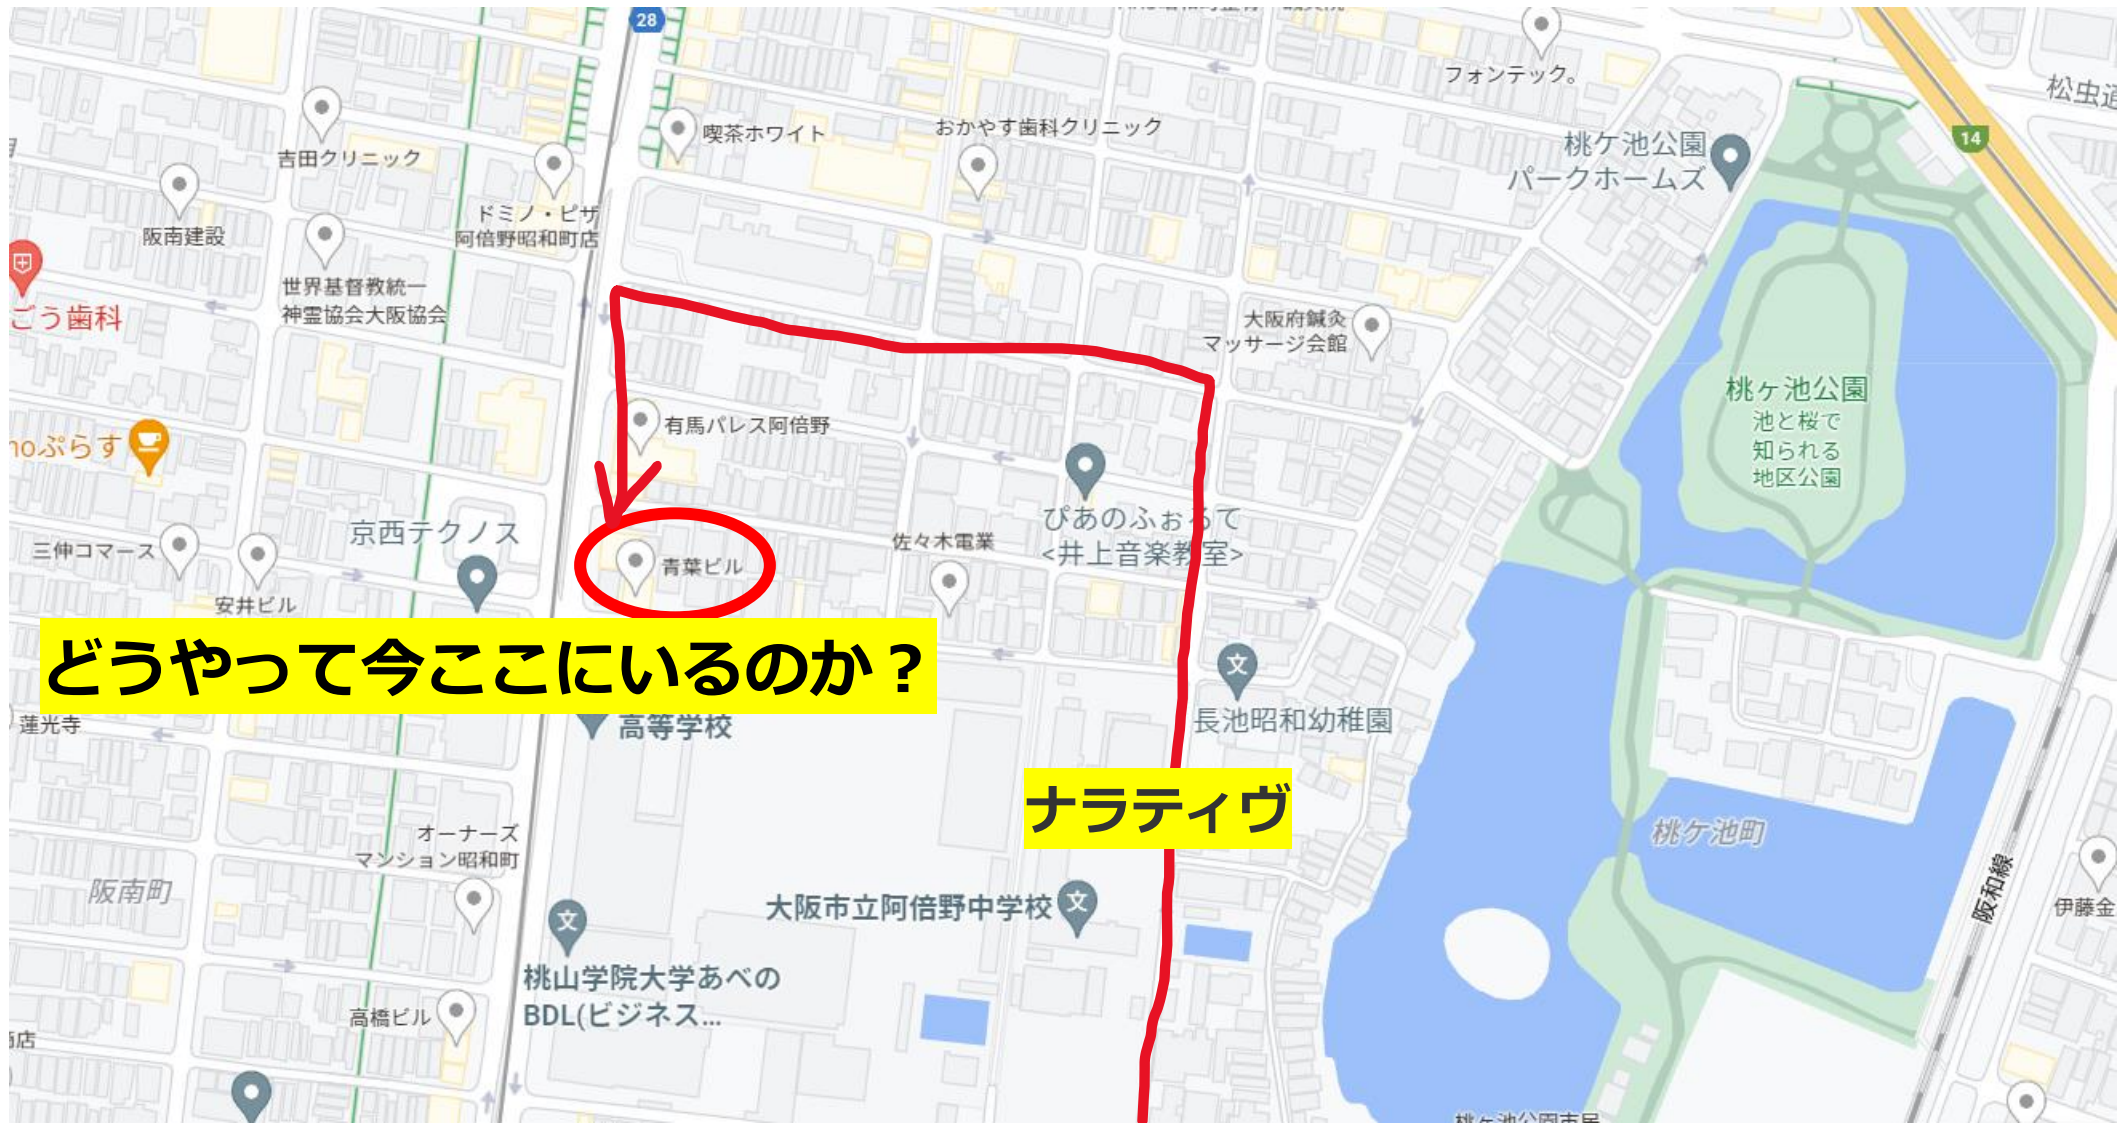 28
フォンテック。
松虫通
14
喫茶ホワイト
おかやす歯科クリニック
桃ケ池公園
パークホームズ
吉田クリニック
ドミノ・ピザ
阿倍野昭和町店
阪南建設
世界基督教統一
神霊協会大阪協会
ごう歯科
大阪府鍼灸
マッサージ会館
桃ヶ池公園
池と桜で
知られる
地区公園
有馬パレス阿倍野
noぷらす
京西テクノス
ぴあのふぉるて
<井上音楽教室>
佐々木電業
三伸コマース
安井ビル
青葉ビル
どうやって今ここにいるのか？
文
長池昭和幼稚園
蓮光寺
高等学校
ナラティヴ
オーナーズ
マンション昭和町
桃ケ池町
阪南町
大阪市立阿倍野中学校
文
阪和線
伊藤金
文
桃山学院大学あべの
BDL(ビジネス...
高橋ビル
店